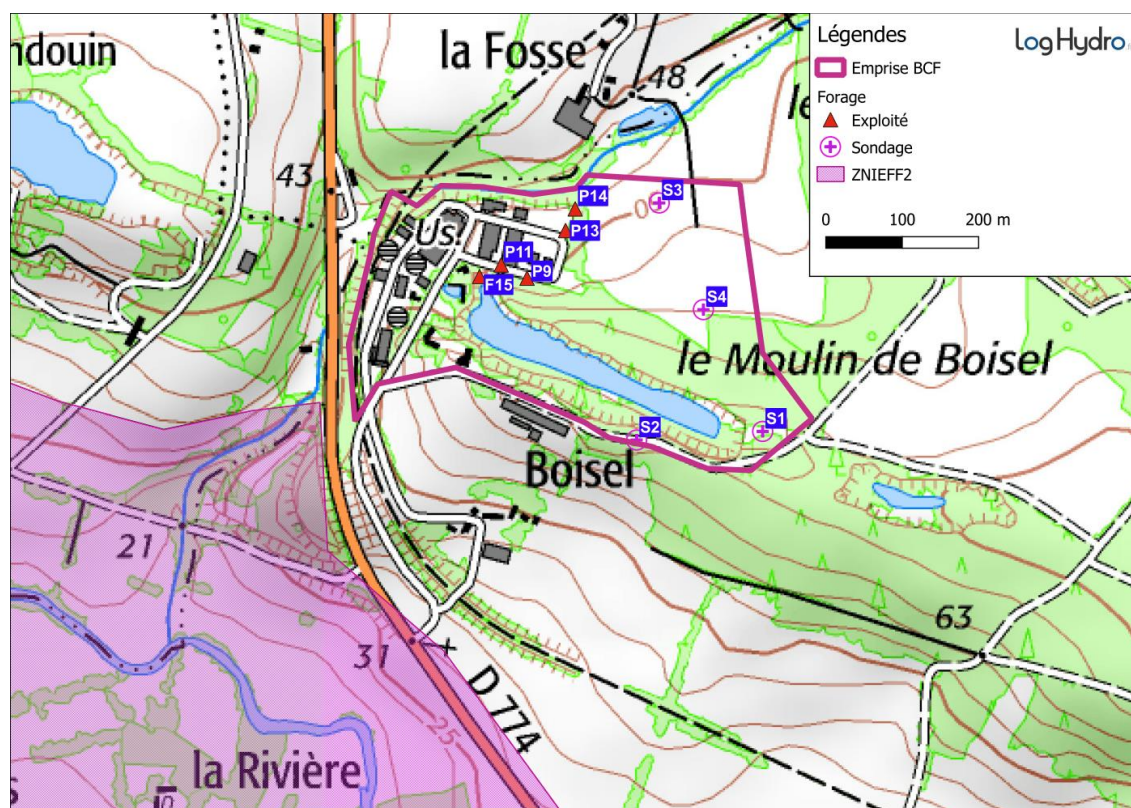 ndouin
la Fosse
48
le
43
Us.
P14
S3
0
P13
P11
F15
P9
S4
le Moulin de Boisel
S1
S2
Boisel
21
63
31
D 774
25
la Rivière
s
Légendes
LogHydro
Emprise BCF
Forage
Exploité
Sondage
ZNIEFF2
0 100 200 m